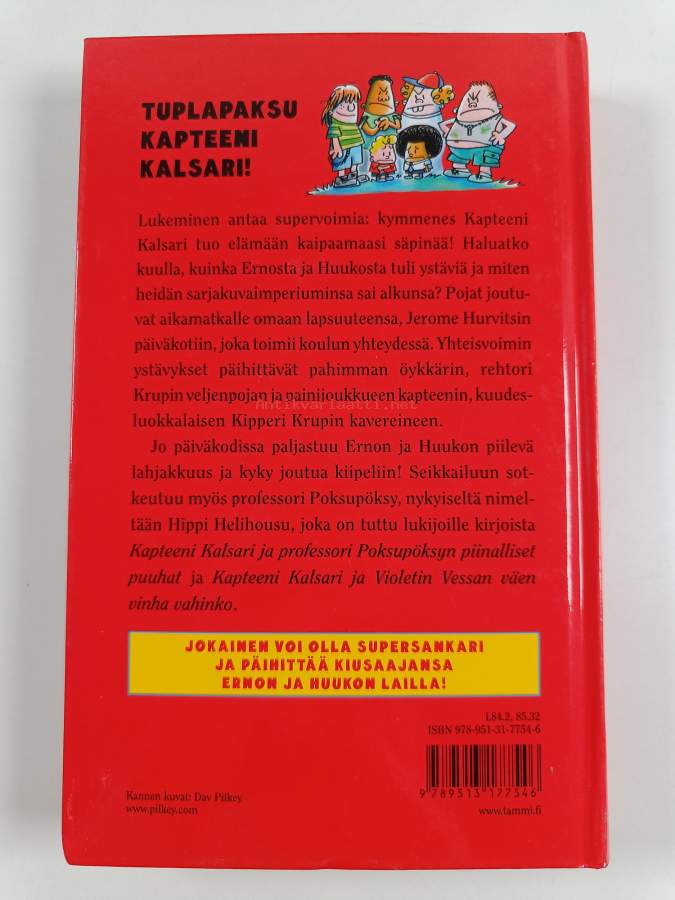 TUPLAPAKSU
KAPTEENI
KALSARI!
Lukeminen antaa supervoimia: kymmenes Kapteeni
Kalsari tuo elämään kaipaamaasi säpinää! Haluatko
kuulla, kuinka Ernosta ja Huukosta tuli ystäviä ja miten
heidän sarjakuvaimperiuminsa sai alkunsa? Pojat joutu-
vat aikamatkalle omaan lapsuuteensa, Jerome Hurvitsin
päiväkotiin, joka toimii koulun yhteydessä. Yhteisvoimin
ystävykset päihittävät pahimman öykkärin, rehtori
Krupin veljenpojan ja painijoukkueen kapteenin, kuudes-
Antikvariaatti.net
luokkalaisen Kipperi Krupin kavereineen.
Jo päiväkodissa paljastuu Ernon ja Huukon piilevä
lahjakkuus ja kyky joutua kiipeliin! Seikkailuun sot-
keutuu myös professori Poksupöksy, nykyiseltä nimel-
tään Hippi Helihousu, joka on tuttu lukijoille kirjoista
Kapteeni Kalsari ja professori Poksupöksyn piinalliset
puuhat ja Kapteeni Kalsari ja Violetin Vessan väen
vinha vahinko.
JOKAINEN VOI OLLA SUPERSANKARI
JA PÄIHITTÄÄ KIUSAAJANSA
ERNON JA HUUKON LAILLA!
L84.2, 85.32
ISBN 978-951-31-7754-6
9 789513 177546
Kannen kuvat: Dav Pilkey
www.pilkey.com
www.tammi.fi